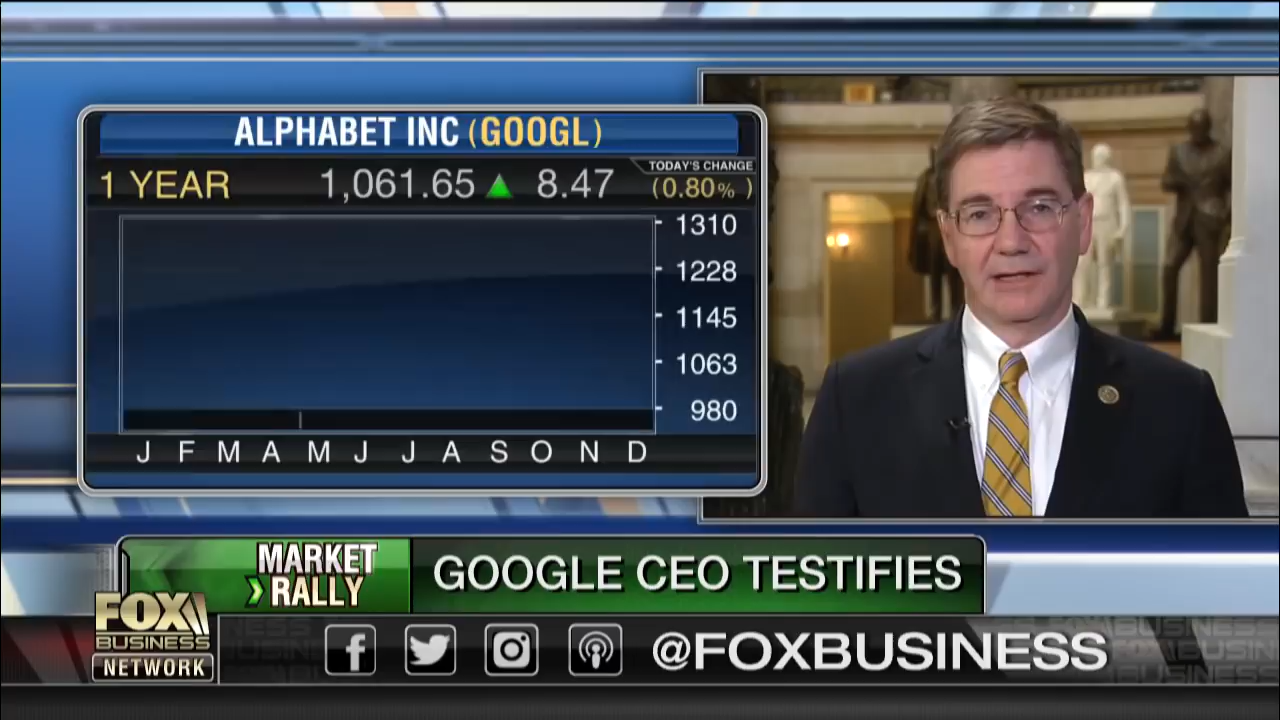 ALPHABET INC (GOOGL)
TODAY'S CHANGE
1 YEAR 1,061.65 ▲ 8.47 (0.80%)
1310
1228
1145
1063
980
J F M A M J J A S O N D
MARKET
RALLY
GOOGLE CEO TESTIFIES
FOX
BUSINESS
NETWORK
@FOXBUSINESS